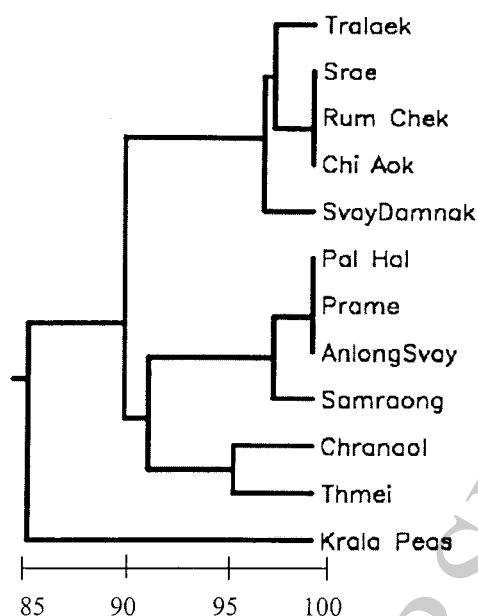 Tralaek
Srae
Rum Chek
Chi Aok
SvayDamnak
Pal Hal
Prame
AnlongSvay
Samraong
Chranaol
Thmei
Krala Peas
85 90 95 100